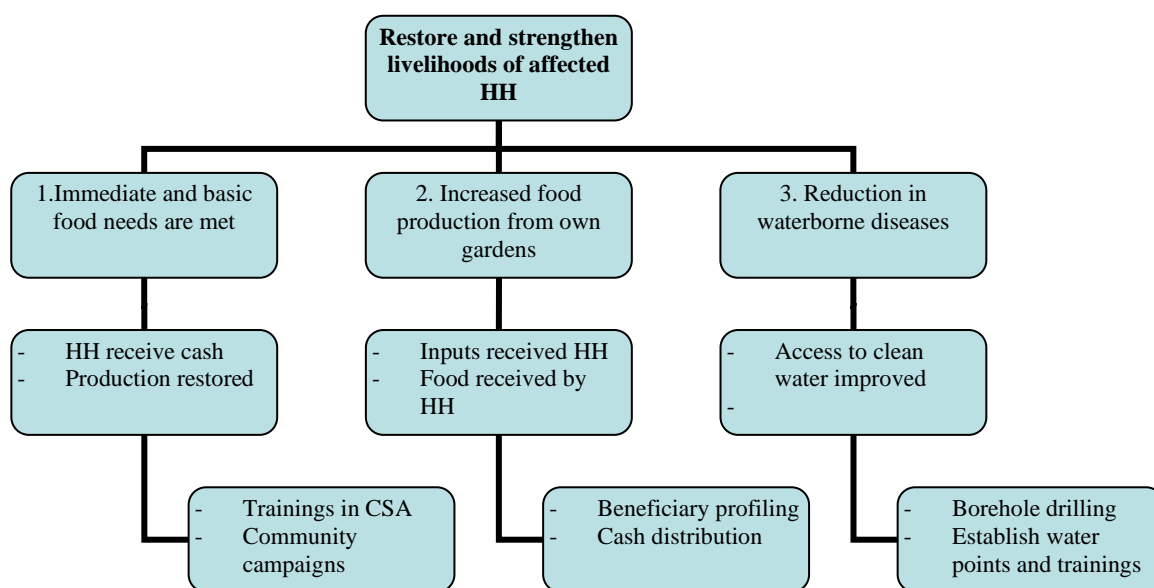 Restore and strengthen
livelihoods of affected
HH
1.Immediate and basic
food needs are met
2. Increased food
production from own
gardens
3. Reduction in
waterborne diseases
- HH receive cash
- Production restored
- Inputs received HH
- Food received by
HH
- Access to clean
water improved
-
- Trainings in CSA
- Community
campaigns
- Beneficiary profiling
- Cash distribution
- Borehole drilling
- Establish water
points and trainings